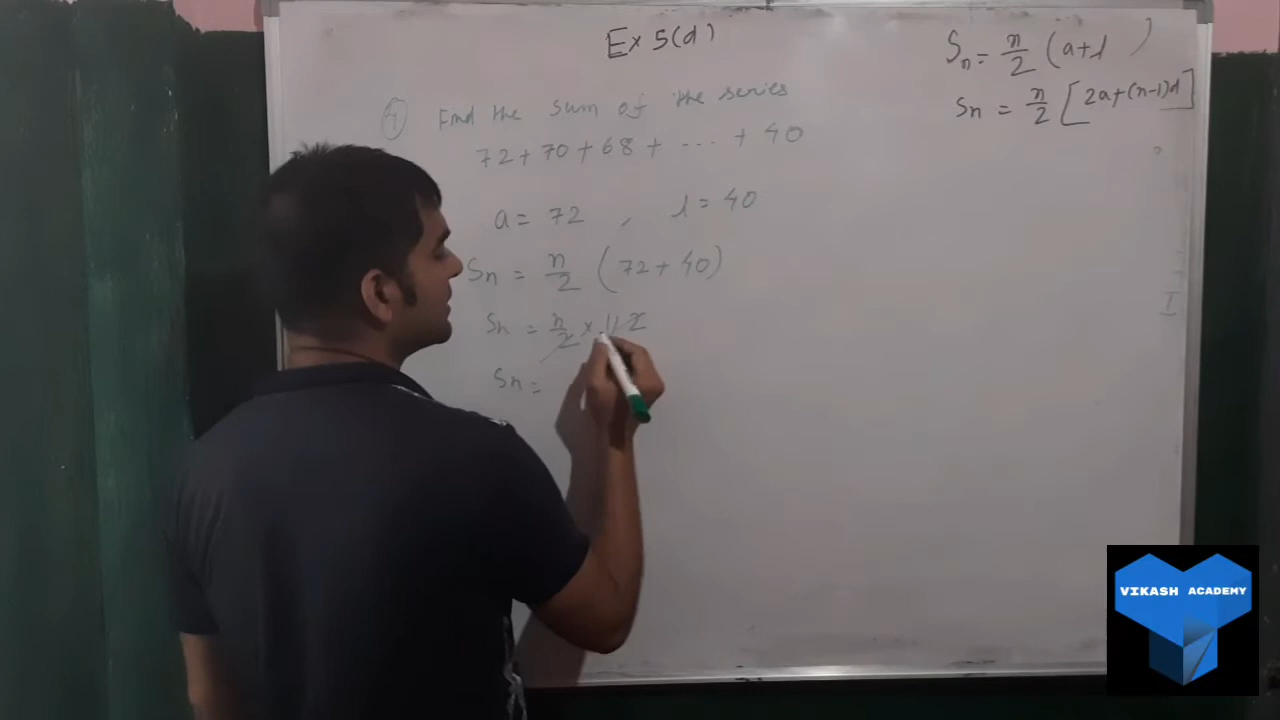 Ex 5(d)
Sn = n/2 (a+l )
Sn = n/2 [2a+(n-1)d]
4) Find the sum of the series
72+70+68+ ... + 40
a = 72 , l = 40
Sn = n/2 (72+40)
Sn = n/2 × 112
Sn =
VIKASH ACADEMY